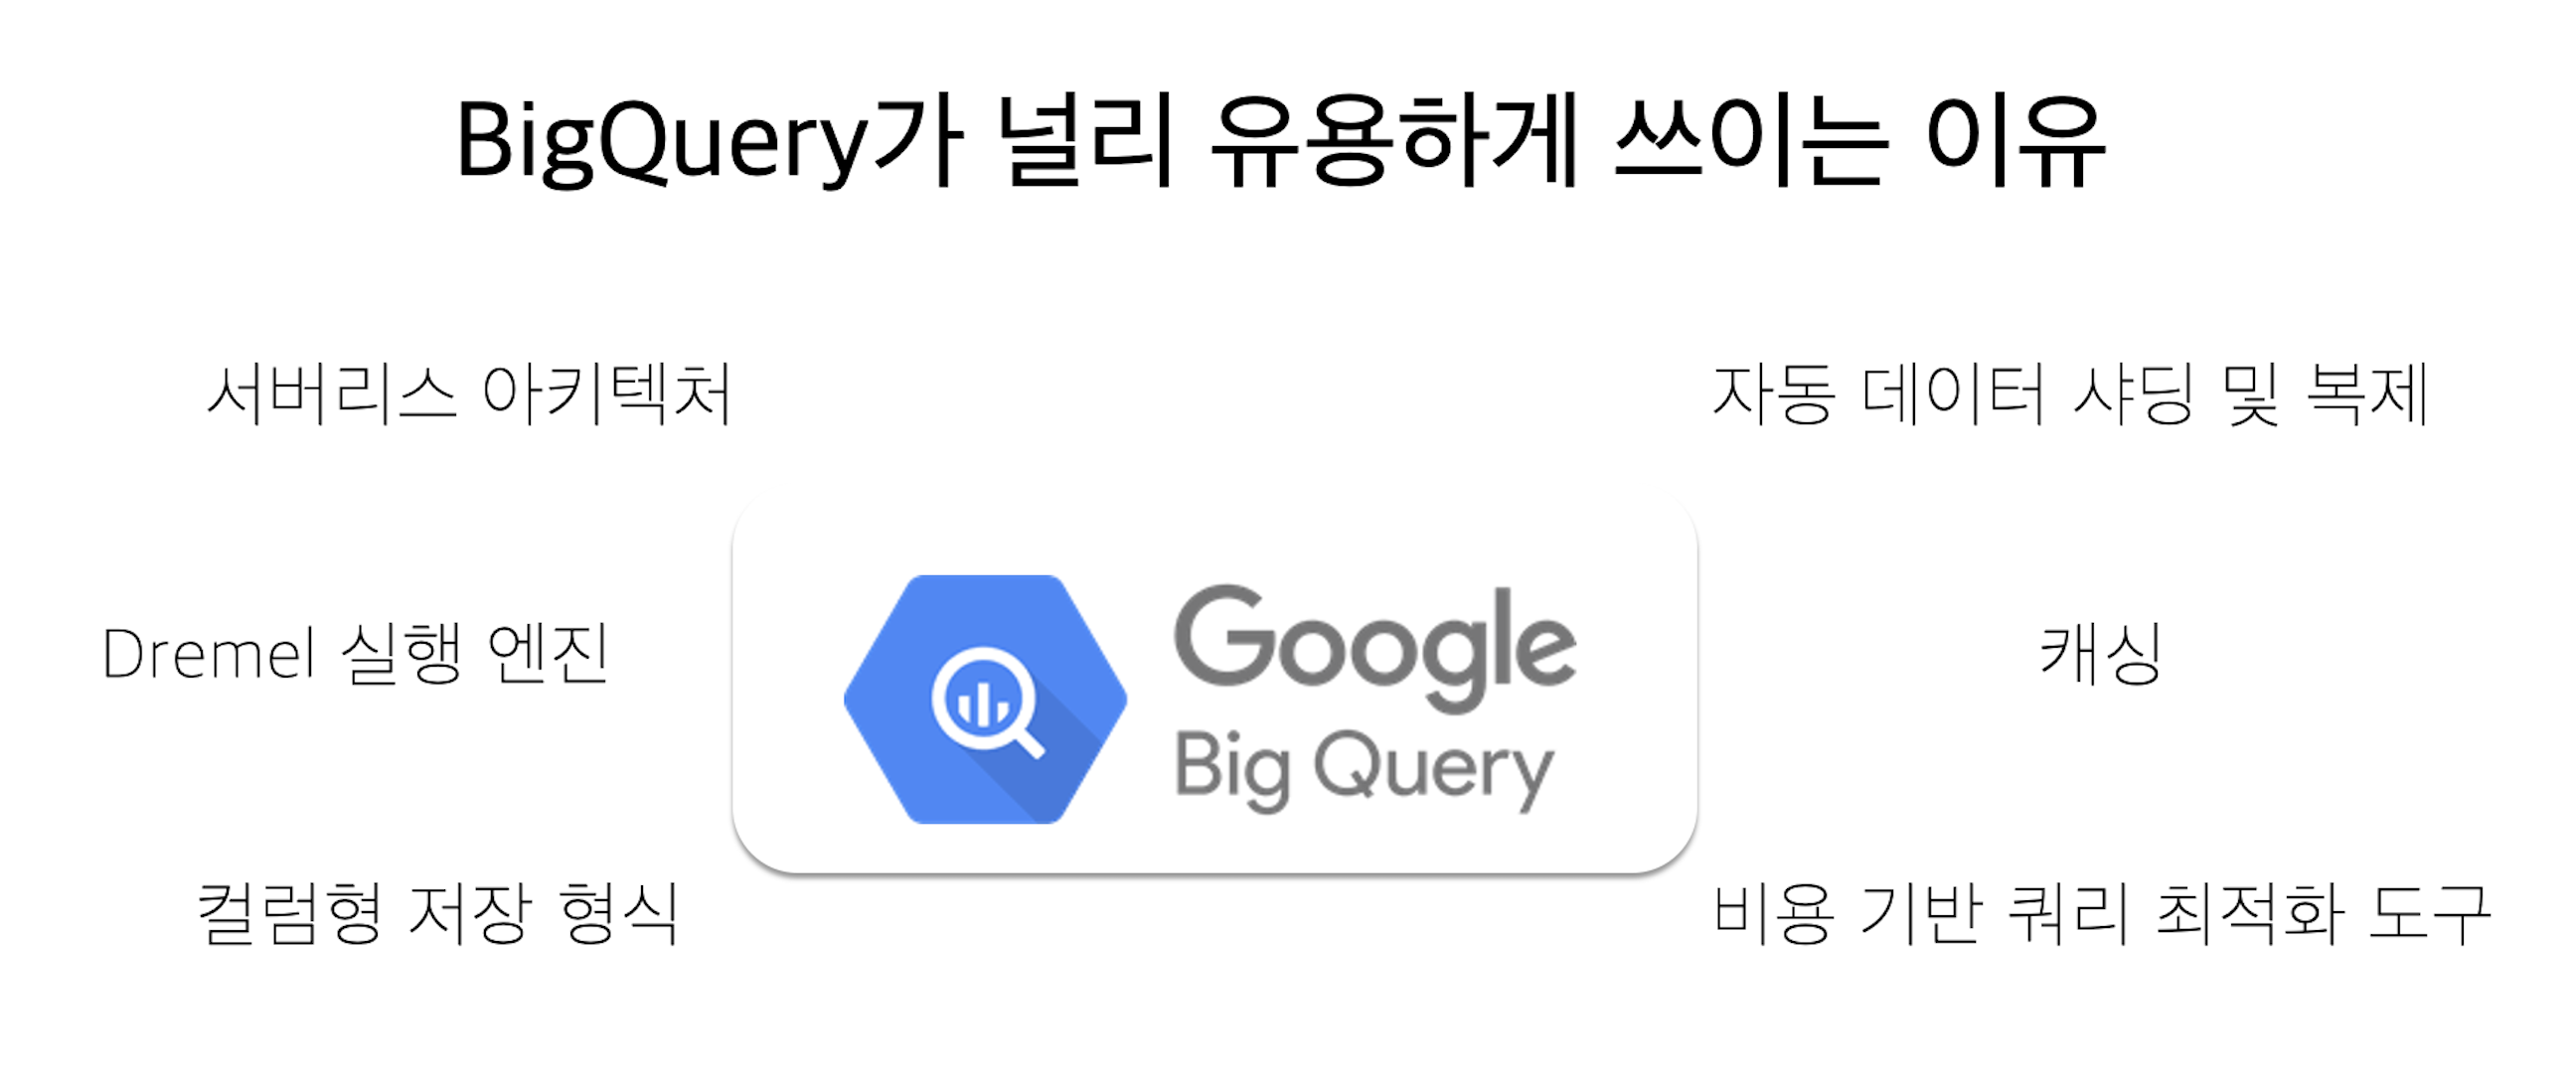 BigQuery가 널리 유용하게 쓰이는 이유
서버리스 아키텍처
자동 데이터 샤딩 및 복제
Dremel 실행 엔진
Google
Big Query
캐싱
컬럼형 저장 형식
비용 기반 쿼리 최적화 도구